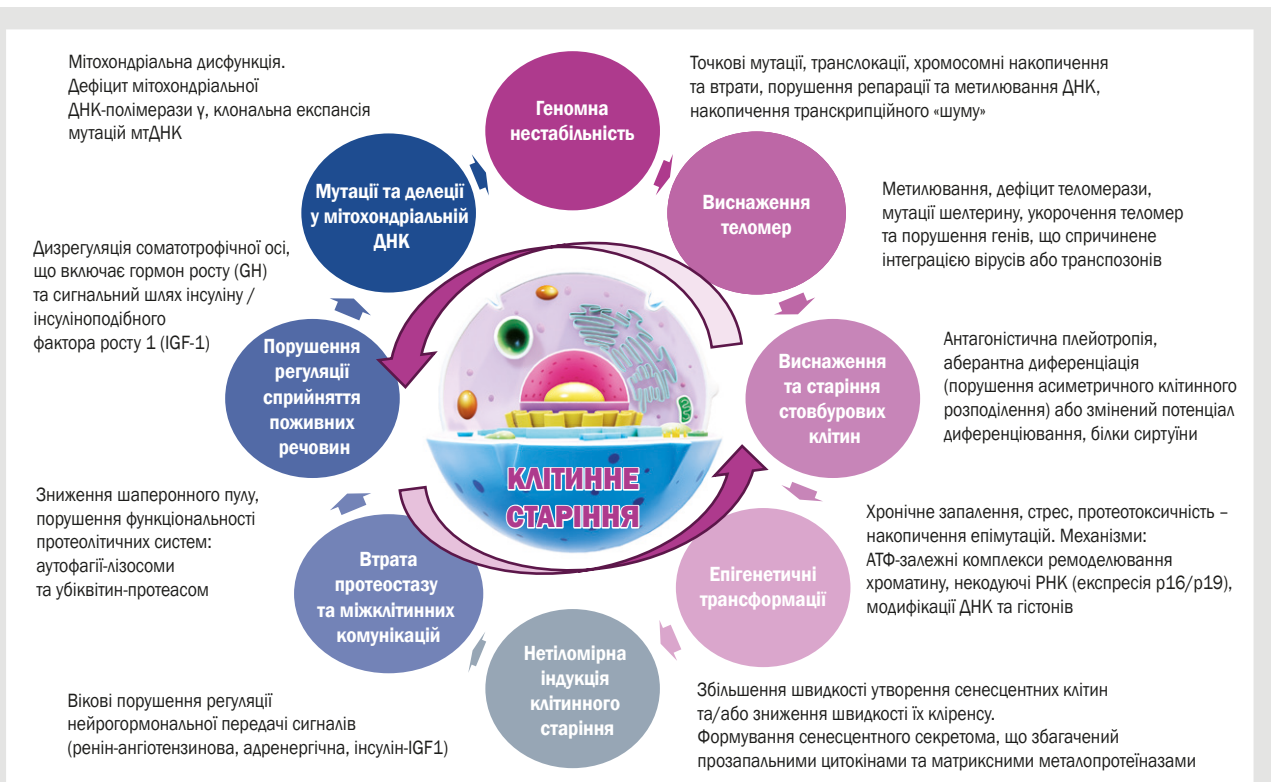 Мітохондріальна дисфункція.
Дефіцит мітохондріальної
ДНК-полімерази γ, клональна експансія
мутацій мтДНК
Геномна
нестабільність
Точкові мутації, транслокації, хромосомні накопичення
та втрати, порушення репарації та метилювання ДНК,
накопичення транскрипційного «шуму»
Мутації та делеції
у мітохондріальній
ДНК
Виснаження
теломер
Метилювання, дефіцит теломерази,
мутації шелтерину, укорочення теломер
та порушення генів, що спричинене
інтеграцією вірусів або транспозонів
Дизрегуляція соматотрофічної осі,
що включає гормон росту (GH)
та сигнальний шлях інсуліну /
інсуліноподібного
фактора росту 1 (IGF-1)
Порушення
регуляції
сприйняття
поживних
речовин
Виснаження
та старіння
стовбурових
клітин
Антагоністична плейотропія,
аберантна диференціація
(порушення асиметричного клітинного
розподілення) або змінений потенціал
диференціювання, білки сиртуїни
КЛІТИННЕ
СТАРІННЯ
Зниження шаперонного пулу,
порушення функціональності
протеолітичних систем:
аутофагії-лізосоми
та убіквітин-протеасом
Втрата
протеостазу
та міжклітинних
комунікацій
Епігенетичні
трансформації
Хронічне запалення, стрес, протеотоксичність –
накопичення епімутацій. Механізми:
АТФ-залежні комплекси ремоделювання
хроматину, некодуючі РНК (експресія p16/p19),
модифікації ДНК та гістонів
Нетіломірна
індукція
клітинного
старіння
Вікові порушення регуляції
нейрогормональної передачі сигналів
(ренін-ангіотензинова, адренергічна, інсулін-IGF1)
Збільшення швидкості утворення сенесцентних клітин
та/або зниження швидкості їх кліренсу.
Формування сенесцентного секретома, що збагачений
прозапальними цитокінами та матриксними металопротеїназами